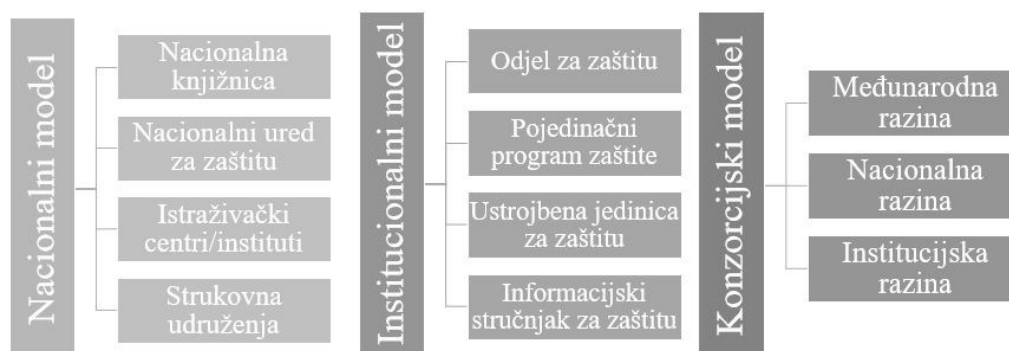 Nacionalni model
Nacionalna
knjižnica
Nacionalni ured
za zaštitu
Istraživački
centri/instituti
Strukovna
udruženja
Institucionalni model
Odjel za zaštitu
Pojedinačni
program zaštite
Ustrojbena jedinica
za zaštitu
Informacijski
stručnjak za zaštitu
Konzorcijski model
Međunarodna
razina
Nacionalna
razina
Institucijska
razina